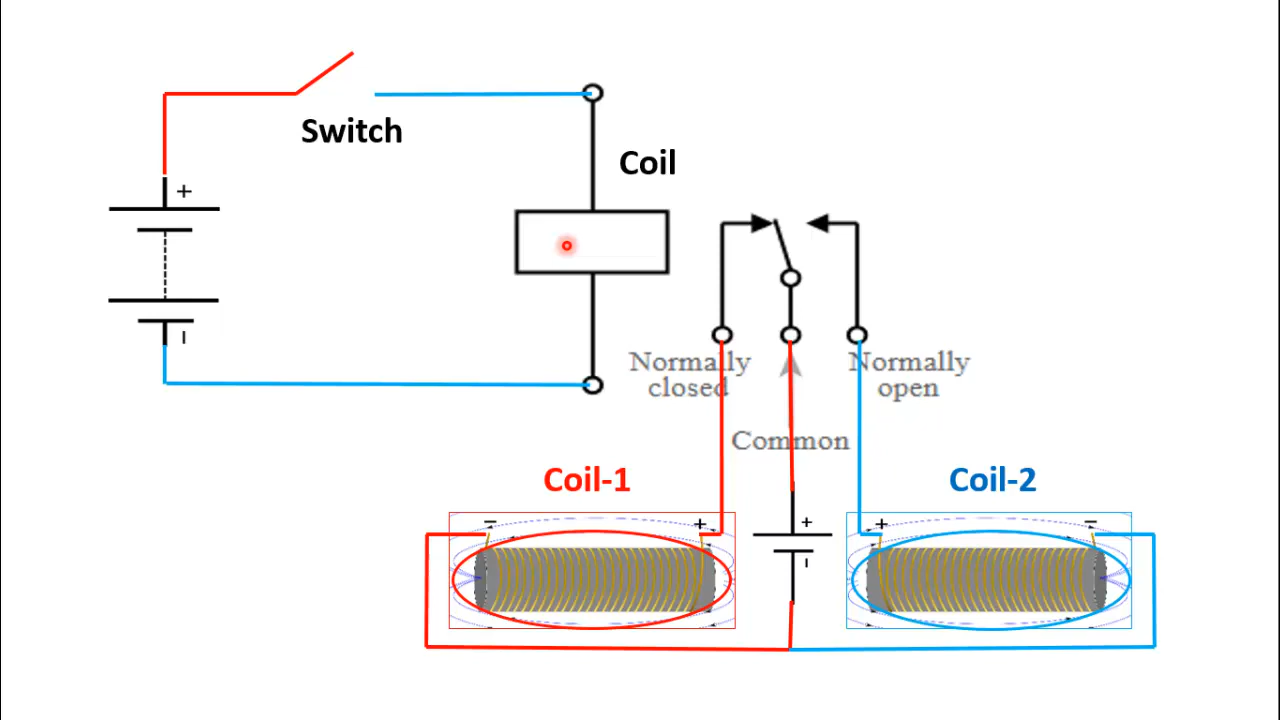 Switch
Coil
+
Normally
closed
Normally
open
Common
Coil-1
Coil-2
−
+
+
+
−